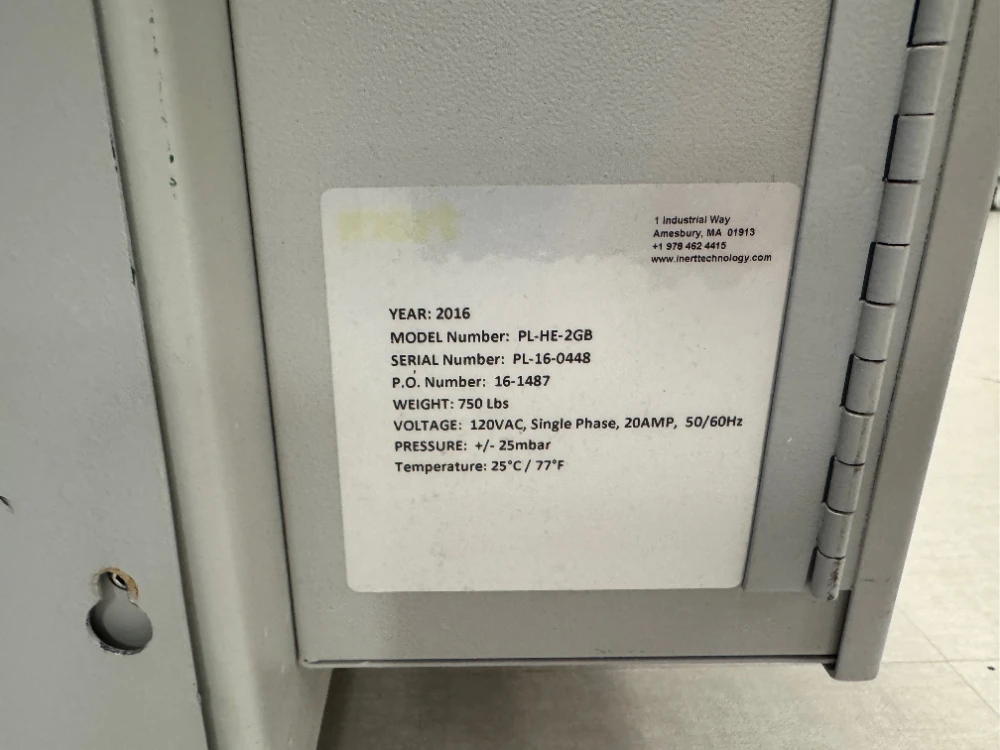 inert
1 Industrial Way
Amesbury, MA 01913
+1 978 462 4415
www.inerttechnology.com
YEAR: 2016
MODEL Number: PL-HE-2GB
SERIAL Number: PL-16-0448
P.O. Number: 16-1487
WEIGHT: 750 Lbs
VOLTAGE: 120VAC, Single Phase, 20AMP, 50/60Hz
PRESSURE: +/- 25mbar
Temperature: 25°C / 77°F